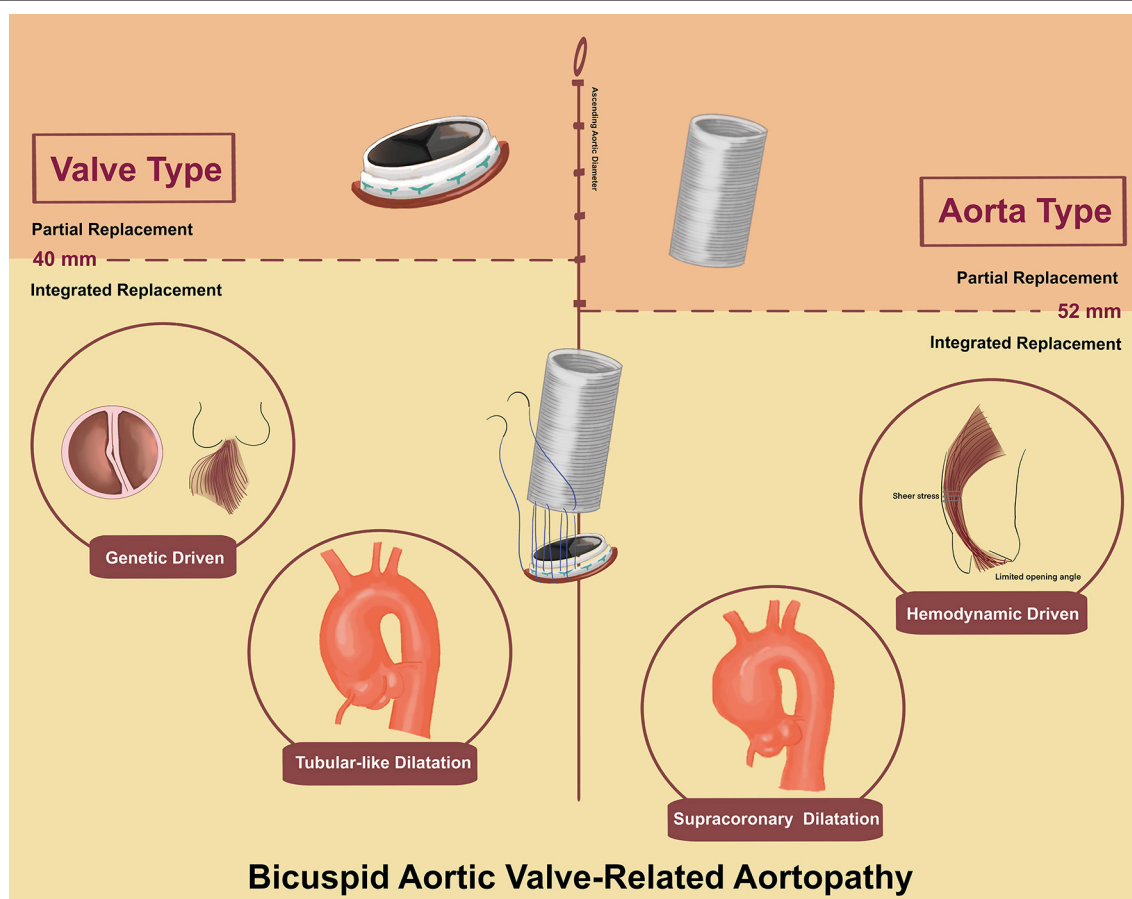 Ascending Aortic Diameter
Valve Type
Partial Replacement
40 mm
Integrated Replacement
Genetic Driven
Tubular-like Dilatation
Aorta Type
Partial Replacement
52 mm
Integrated Replacement
Sheer stress
Limited opening angle
Hemodynamic Driven
Supracoronary Dilatation
Bicuspid Aortic Valve-Related Aortopathy